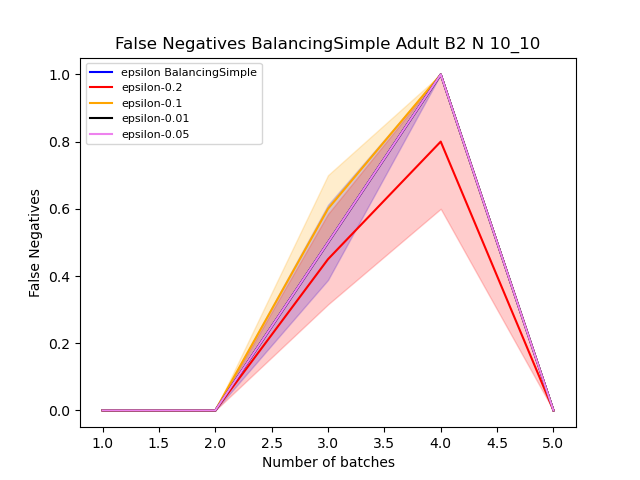 False Negatives BalancingSimple Adult B2 N 10_10
epsilon BalancingSimple
epsilon-0.2
epsilon-0.1
epsilon-0.01
epsilon-0.05
False Negatives
1.0
0.8
0.6
0.4
0.2
0.0
1.0 1.5 2.0 2.5 3.0 3.5 4.0 4.5 5.0
Number of batches